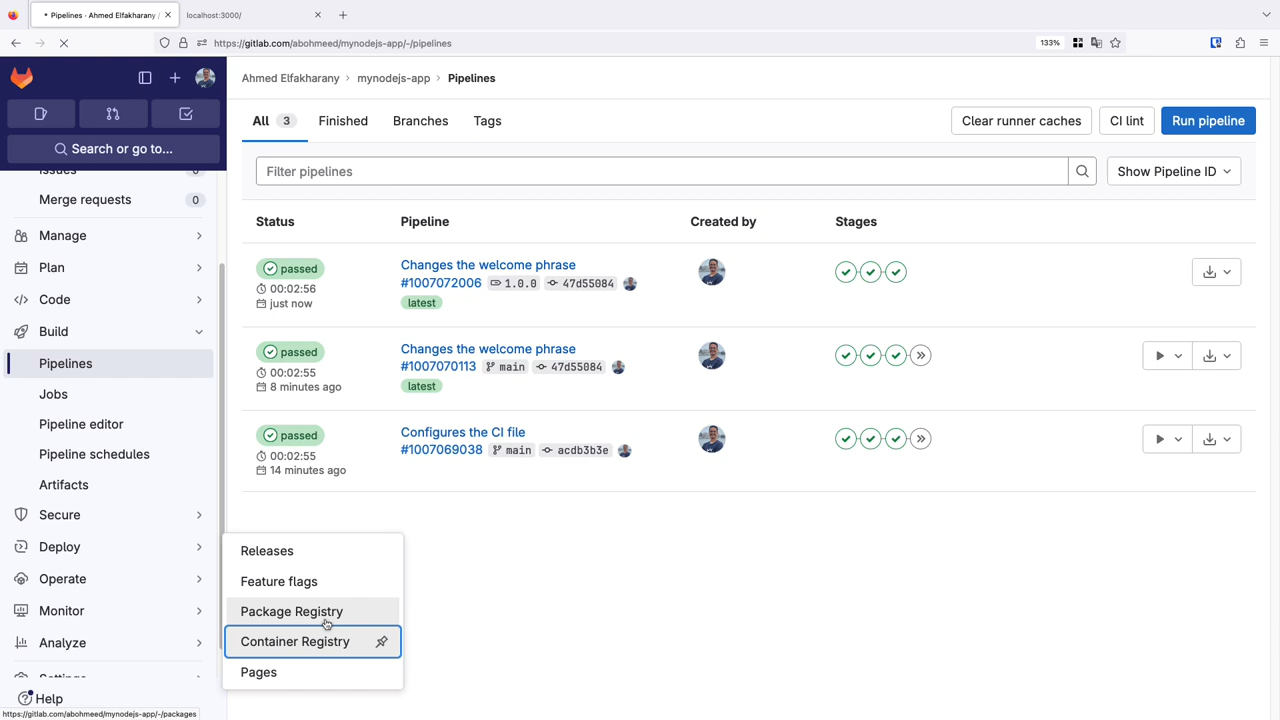 Pipelines · Ahmed Elfakharany /
localhost:3000/
https://gitlab.com/abohmeed/mynodejs-app/-/pipelines
133%
Ahmed Elfakharany › mynodejs-app › Pipelines
All 3 Finished Branches Tags
Clear runner caches CI lint Run pipeline
Search or go to...
Filter pipelines
Show Pipeline ID
Issues 0
Merge requests 0
Manage
Plan
Code
Build
Pipelines
Jobs
Pipeline editor
Pipeline schedules
Artifacts
Secure
Deploy
Operate
Monitor
Analyze
Settings
Help
Status Pipeline Created by Stages
passed Changes the welcome phrase
00:02:56 #1007072006 1.0.0 47d55084
just now latest
passed Changes the welcome phrase
00:02:55 #1007070113 main 47d55084
8 minutes ago latest
passed Configures the CI file
00:02:55 #1007069038 main acdb3b3e
14 minutes ago
Releases
Feature flags
Package Registry
Container Registry
Pages
https://gitlab.com/abohmeed/mynodejs-app/-/packages